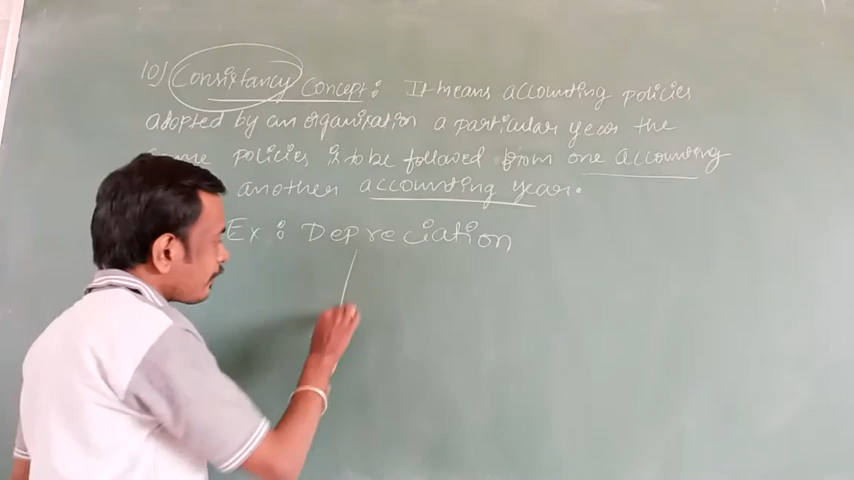 10) Consistancy Concept: It means accounting policies
adopted by an organization a particular year the
policies is to be followed from one accounting
another accounting year.
Ex: Depreciation